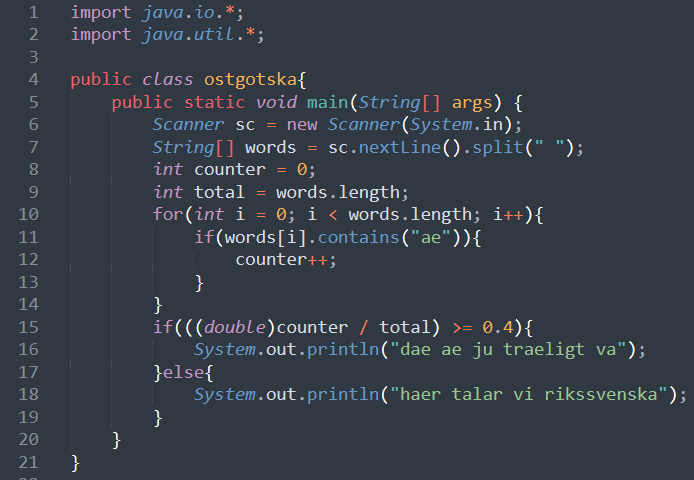 1 import java.io.*;
2 import java.util.*;
3
4 public class ostgotska{
5     public static void main(String[] args) {
6         Scanner sc = new Scanner(System.in);
7         String[] words = sc.nextLine().split(" ");
8         int counter = 0;
9         int total = words.length;
10         for(int i = 0; i < words.length; i++){
11             if(words[i].contains("ae")){
12                 counter++;
13             }
14         }
15         if(((double)counter / total) >= 0.4){
16             System.out.println("dae ae ju traeligt va");
17         }else{
18             System.out.println("haer talar vi rikssvenska");
19         }
20     }
21 }